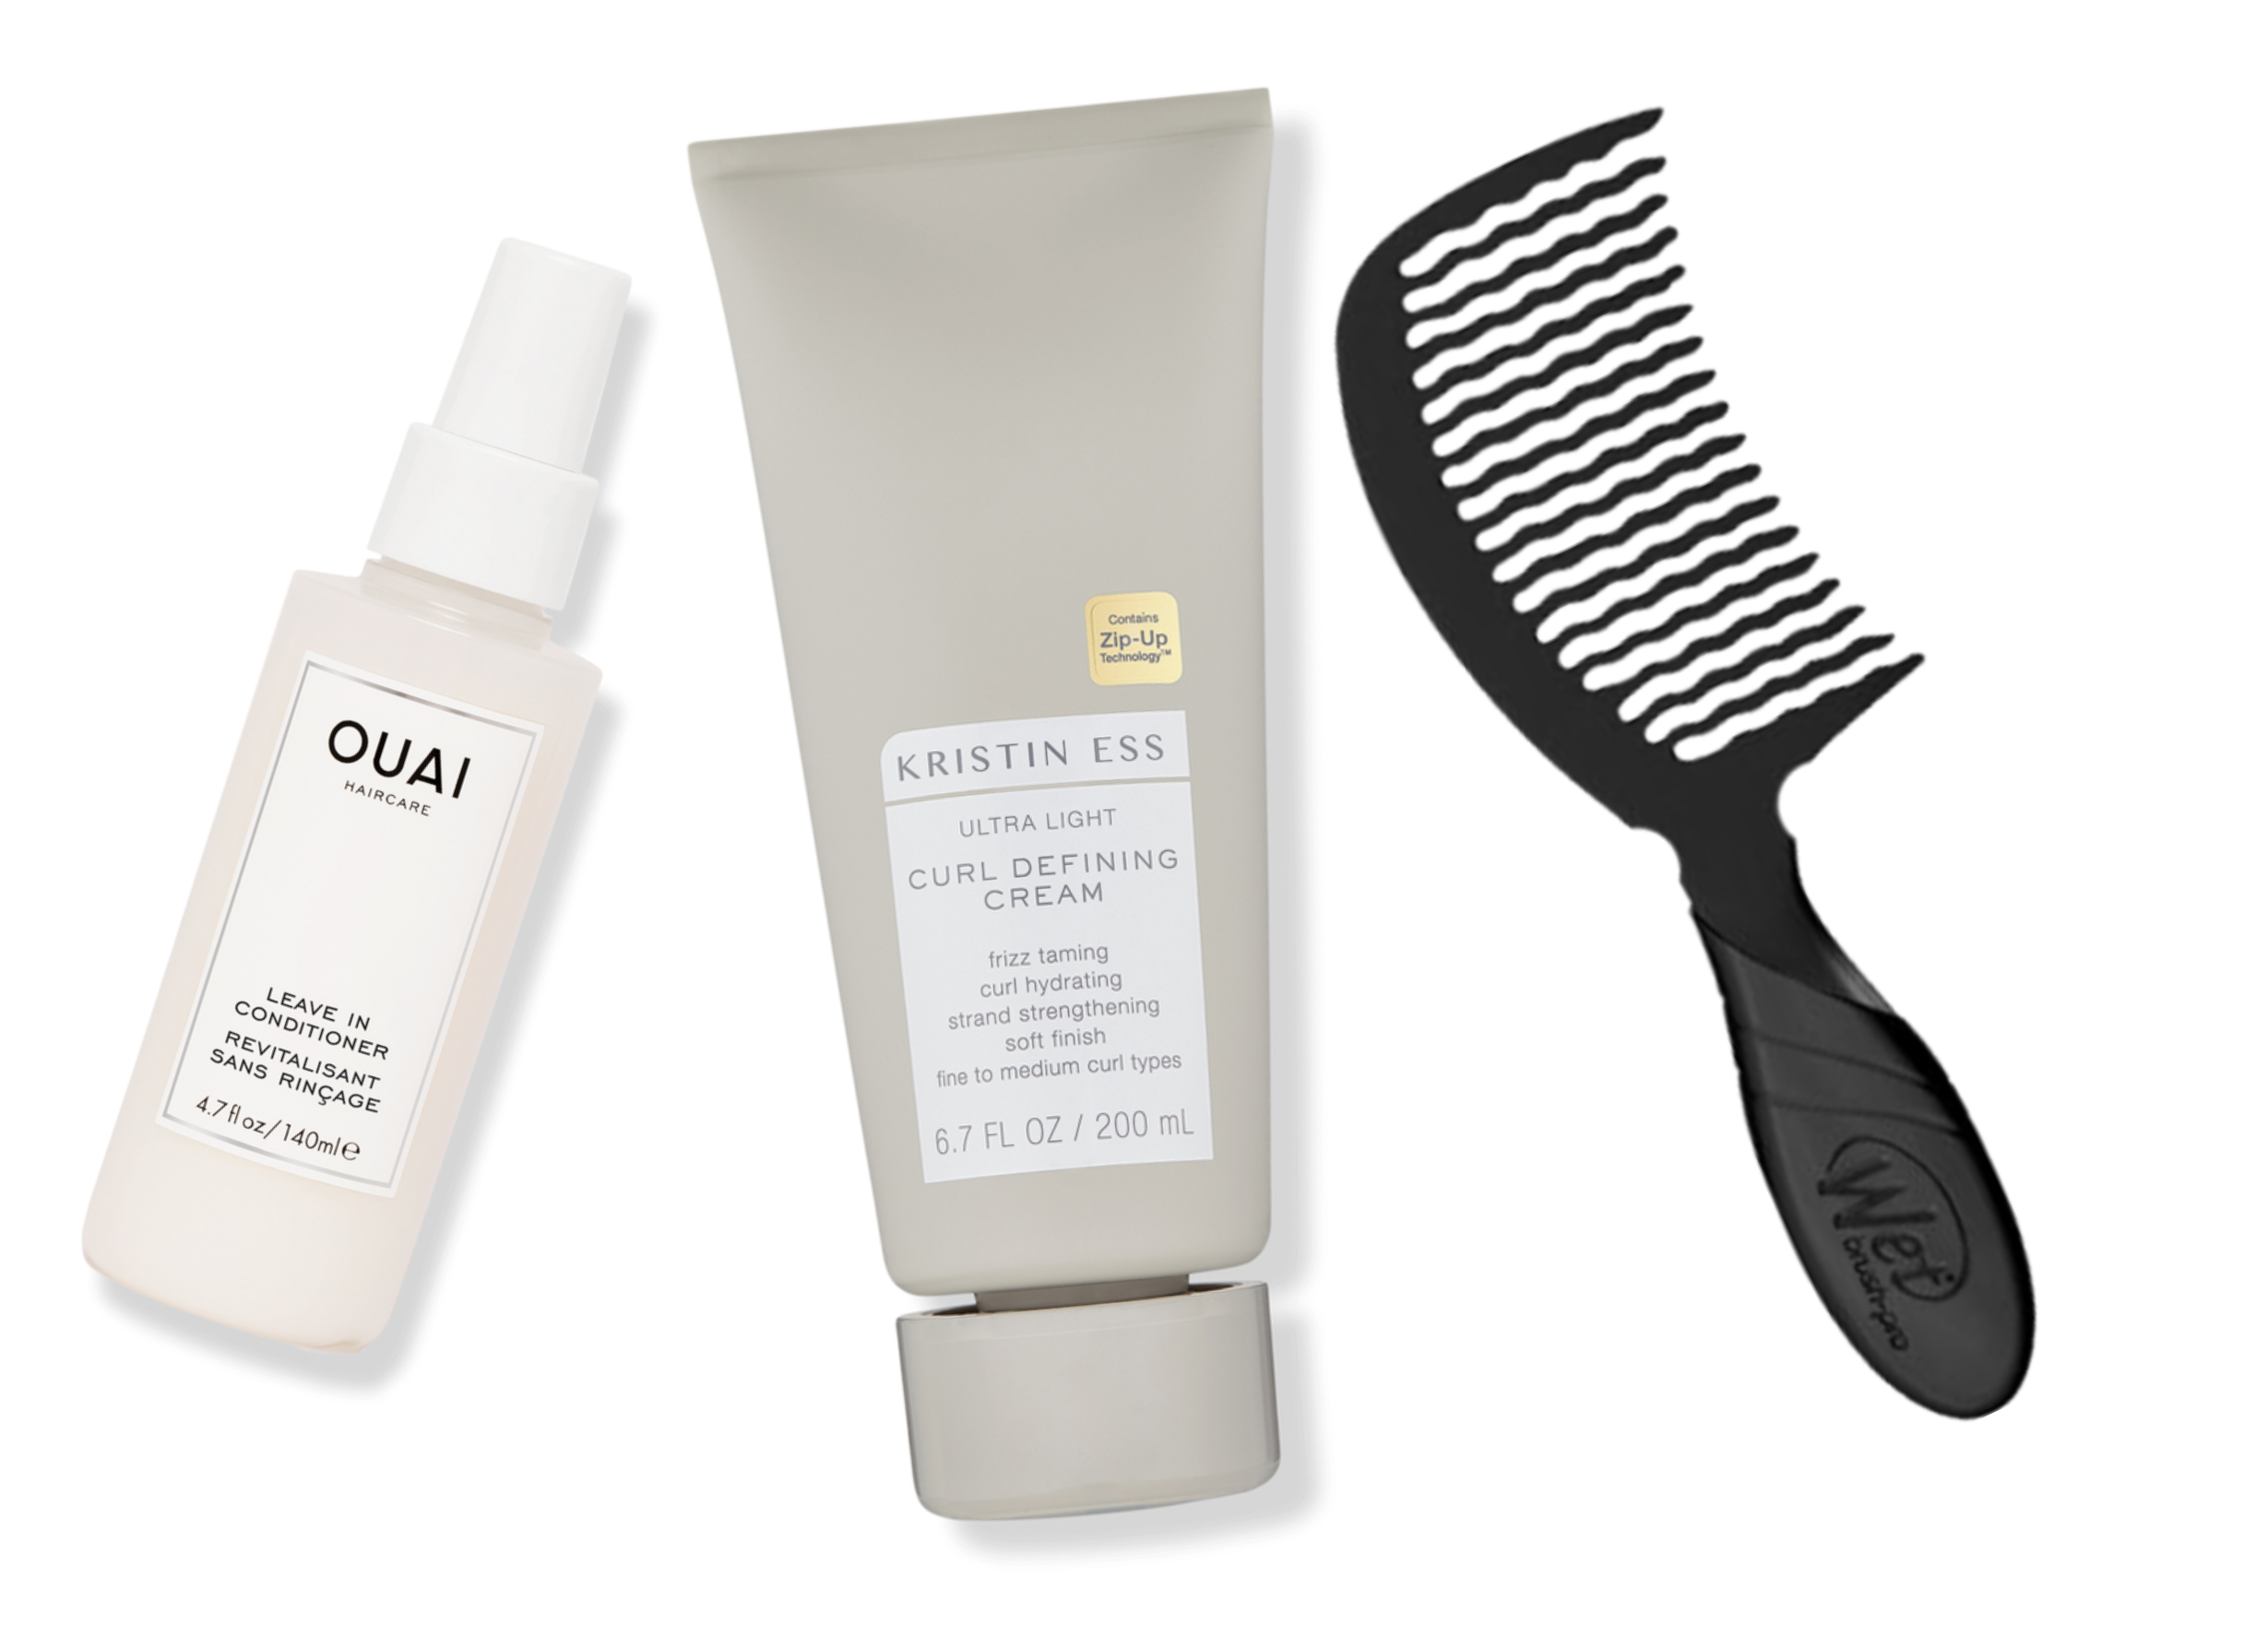 OUAI
HAIRCARE
LEAVE IN
CONDITIONER
REVITALISANT
SANS RINÇAGE
4.7 fl oz/140ml℮
Contains
Zip-Up
Technology™
KRISTIN ESS
ULTRA LIGHT
CURL DEFINING
CREAM
frizz taming
curl hydrating
strand strengthening
soft finish
fine to medium curl types
6.7 FL OZ / 200 mL
Wet
brush·pro